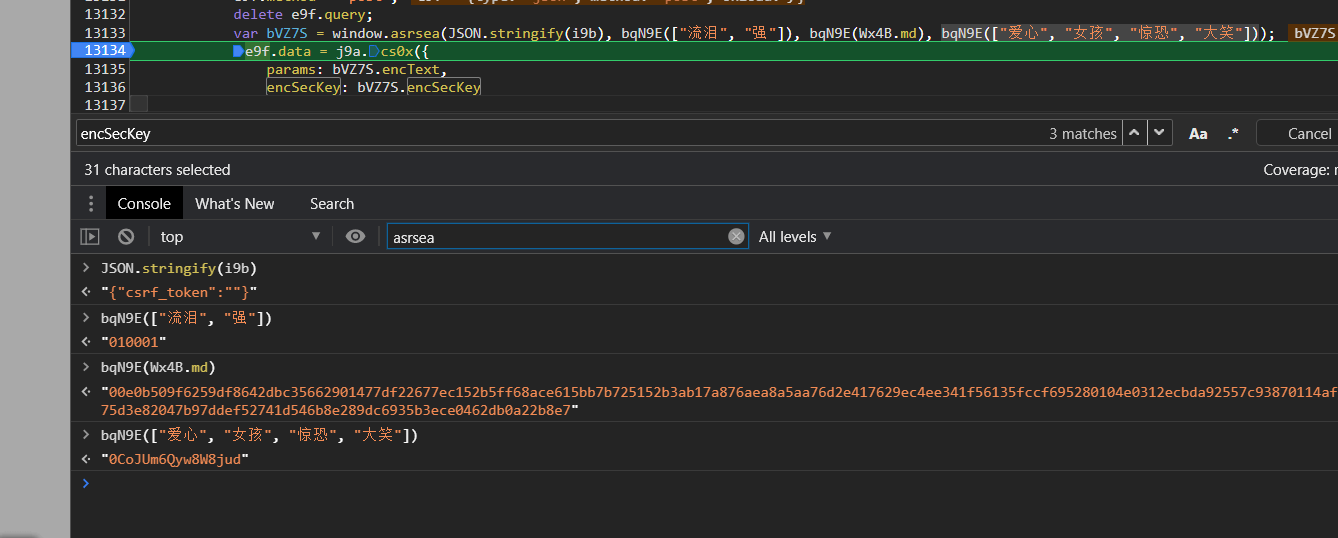 13132 delete e9f.query;
13133 var bVZ7S = window.asrsea(JSON.stringify(i9b), bqN9E(["流泪", "强"]), bqN9E(Wx4B.md), bqN9E(["爱心", "女孩", "惊恐", "大笑"])); bVZ7S
13134 e9f.data = j9a.cs0x({
13135 params: bVZ7S.encText,
13136 encSecKey: bVZ7S.encSecKey
13137
encSecKey 3 matches Aa .* Cancel
31 characters selected Coverage:
Console What's New Search
top asrsea All levels
JSON.stringify(i9b)
"{"csrf_token":""}"
bqN9E(["流泪", "强"])
"010001"
bqN9E(Wx4B.md)
"00e0b509f6259df8642dbc35662901477df22677ec152b5ff68ace615bb7b725152b3ab17a876aea8a5aa76d2e417629ec4ee341f56135fccf695280104e0312ecbda92557c93870114af
75d3e82047b97ddef52741d546b8e289dc6935b3ece0462db0a22b8e7"
bqN9E(["爱心", "女孩", "惊恐", "大笑"])
"0CoJUm6Qyw8W8jud"